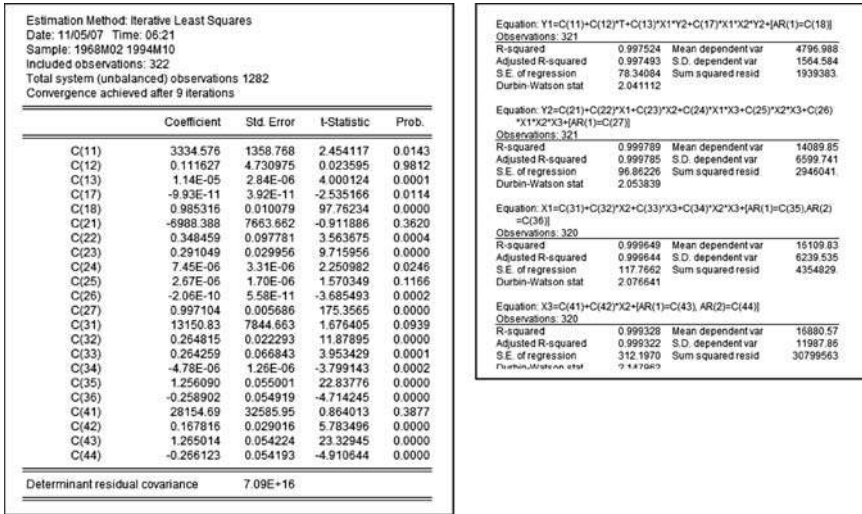 Estimation Method: Iterative Least Squares
Date: 11/05/07 Time: 06:21
Sample: 1968M02 1994M10
Included observations: 322
Total system (unbalanced) observations 1282
Convergence achieved after 9 iterations
Coefficient Std. Error t-Statistic Prob.
C(11) 3334.576 1358.768 2.454117 0.0143
C(12) 0.111627 4.730975 0.023595 0.9812
C(13) 1.14E-05 2.84E-06 4.000124 0.0001
C(17) -9.93E-11 3.92E-11 -2.535166 0.0114
C(18) 0.985316 0.010079 97.76234 0.0000
C(21) -6988.388 7663.662 -0.911886 0.3620
C(22) 0.348459 0.097781 3.563675 0.0004
C(23) 0.291049 0.029956 9.715956 0.0000
C(24) 7.45E-06 3.31E-06 2.250982 0.0246
C(25) 2.67E-06 1.70E-06 1.570349 0.1166
C(26) -2.06E-10 5.58E-11 -3.685493 0.0002
C(27) 0.997104 0.005686 175.3565 0.0000
C(31) 13150.83 7844.663 1.676405 0.0939
C(32) 0.264815 0.022293 11.87895 0.0000
C(33) 0.264259 0.066843 3.953429 0.0001
C(34) -4.78E-06 1.26E-06 -3.799143 0.0002
C(35) 1.256090 0.055001 22.83776 0.0000
C(36) -0.258902 0.054919 -4.714245 0.0000
C(41) 28154.69 32585.95 0.864013 0.3877
C(42) 0.167816 0.029016 5.783496 0.0000
C(43) 1.265014 0.054224 23.32945 0.0000
C(44) -0.266123 0.054193 -4.910644 0.0000
Determinant residual covariance 7.09E+16
Equation: Y1=C(11)+C(12)*T+C(13)*X1*Y2+C(17)*X1*X2*Y2+[AR(1)=C(18)]
Observations: 321
R-squared 0.997524 Mean dependent var 4796.988
Adjusted R-squared 0.997493 S.D. dependent var 1564.584
S.E. of regression 78.34084 Sum squared resid 1939383.
Durbin-Watson stat 2.041112
Equation: Y2=C(21)+C(22)*X1+C(23)*X2+C(24)*X1*X3+C(25)*X2*X3+C(26)
*X1*X2*X3+[AR(1)=C(27)]
Observations: 321
R-squared 0.999789 Mean dependent var 14089.85
Adjusted R-squared 0.999785 S.D. dependent var 6599.741
S.E. of regression 96.86226 Sum squared resid 2946041.
Durbin-Watson stat 2.053839
Equation: X1=C(31)+C(32)*X2+C(33)*X3+C(34)*X2*X3+[AR(1)=C(35),AR(2)
=C(36)]
Observations: 320
R-squared 0.999649 Mean dependent var 15109.83
Adjusted R-squared 0.999644 S.D. dependent var 6239.535
S.E. of regression 117.7662 Sum squared resid 4354829.
Durbin-Watson stat 2.076641
Equation: X3=C(41)+C(42)*X2+[AR(1)=C(43), AR(2)=C(44)]
Observations: 320
R-squared 0.999328 Mean dependent var 16880.57
Adjusted R-squared 0.999322 S.D. dependent var 11987.86
S.E. of regression 312.1970 Sum squared resid 30799563
Durbin-Watson stat 2.147962